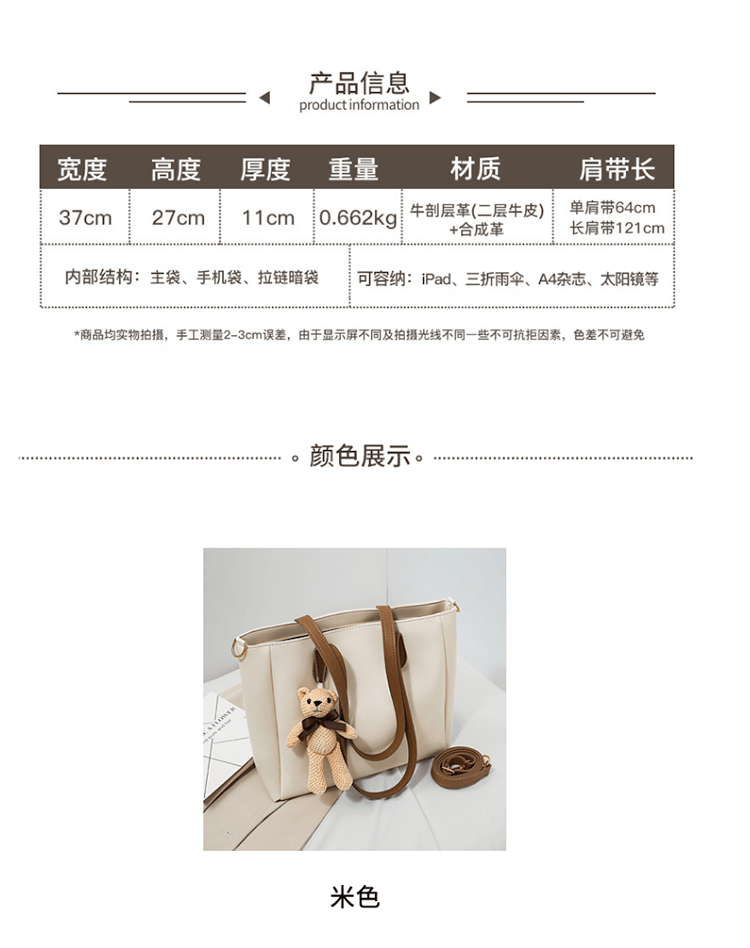 产品信息
product information
宽度 高度 厚度 重量 材质 肩带长
37cm 27cm 11cm 0.662kg 牛剖层革(二层牛皮) 单肩带64cm
+合成革 长肩带121cm
内部结构：主袋、手机袋、拉链暗袋 可容纳：iPad、三折雨伞、A4杂志、太阳镜等
*商品均实物拍摄，手工测量2-3cm误差，由于显示屏不同及拍摄光线不同一些不可抗拒因素，色差不可避免
。颜色展示。
米色